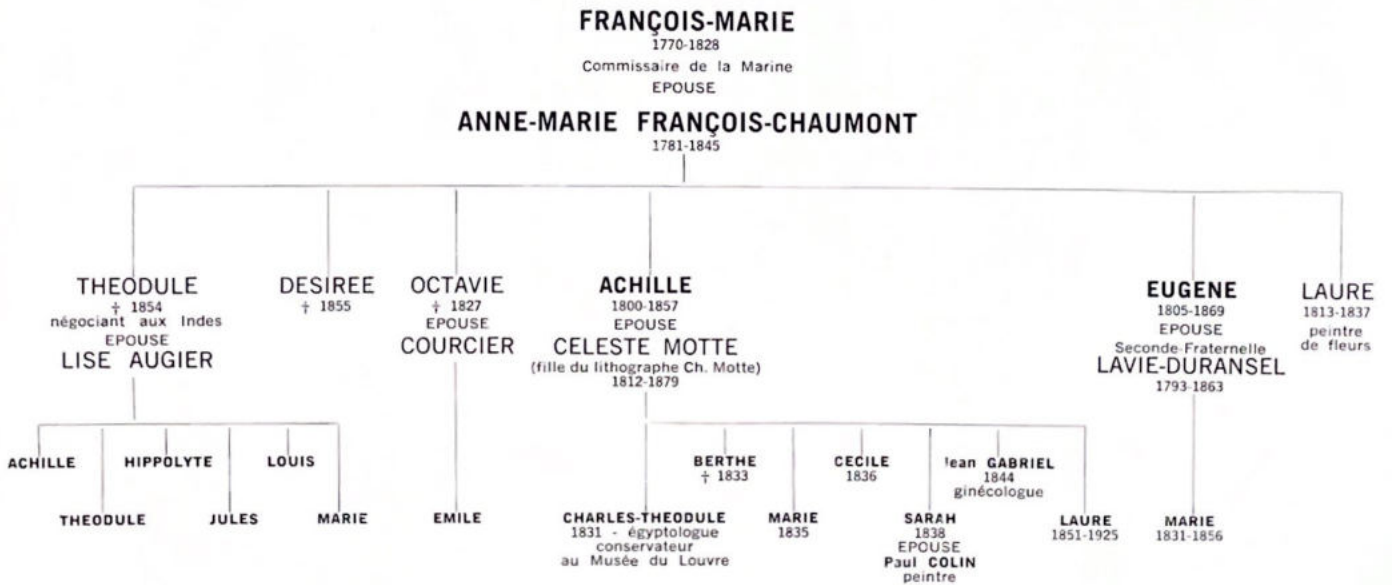 FRANÇOIS-MARIE
1770-1828
Commissaire de la Marine
EPOUSE
ANNE-MARIE FRANÇOIS-CHAUMONT
1781-1845
THEODULE
† 1854
négociant aux Indes
EPOUSE
LISE AUGIER
DESIREE
† 1855
OCTAVIE
† 1827
EPOUSE
COURCIER
ACHILLE
1800-1857
EPOUSE
CELESTE MOTTE
(fille du lithographe Ch. Motte)
1812-1879
EUGENE
1805-1869
EPOUSE
Seconde-Fraternelle
LAVIE-DURANSEL
1793-1863
LAURE
1813-1837
peintre
de fleurs
ACHILLE
HIPPOLYTE
LOUIS
THEODULE
JULES
MARIE
EMILE
BERTHE
† 1833
CECILE
1836
Jean GABRIEL
1844
ginécologue
CHARLES-THEODULE
1831 - égyptologue
conservateur
au Musée du Louvre
MARIE
1835
SARAH
1838
EPOUSE
Paul COLIN
peintre
LAURE
1851-1925
MARIE
1831-1856